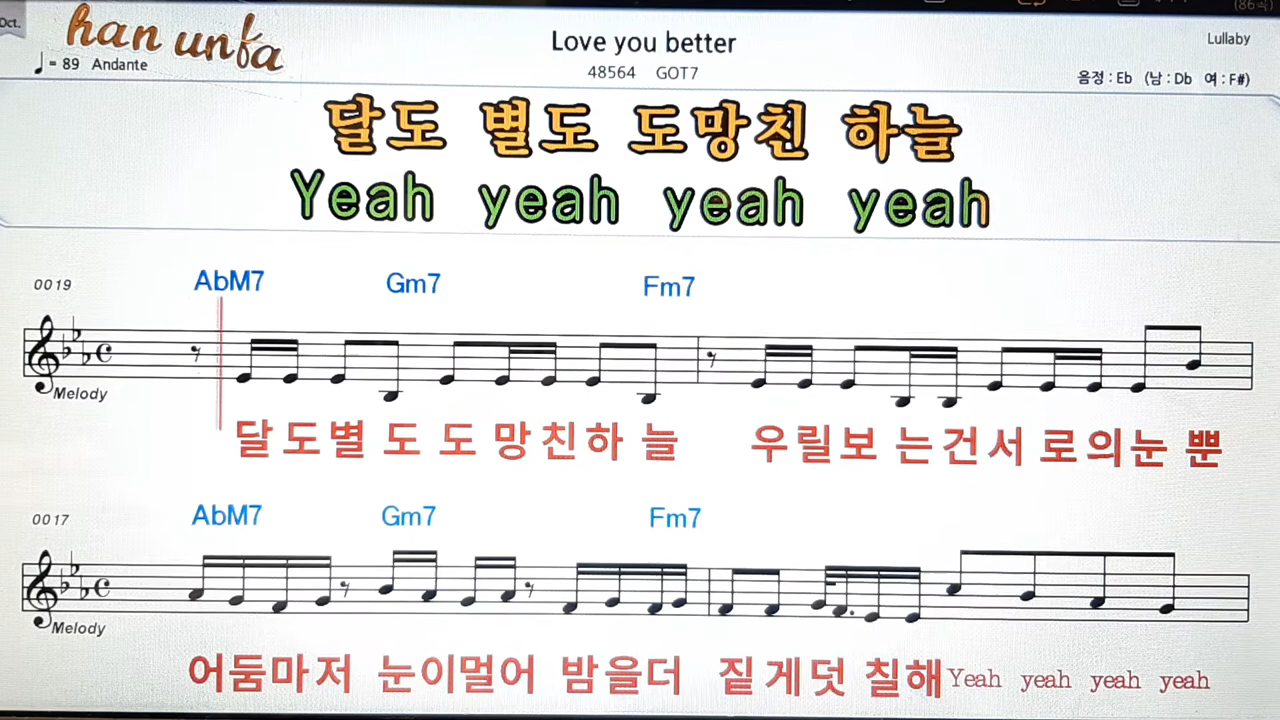 (86곡)
Oct.
han unfa
Love you better
Lullaby
♩ = 89 Andante
48564 GOT7
음정 : Eb (남 : Db 여 : F#)
달도 별도 도망친 하늘
Yeah yeah yeah yeah
0019
AbM7 Gm7 Fm7
Melody
달 도 별 도 도 망 친 하 늘 우 릴 보 는 건 서 로 의 눈 뿐
0017
AbM7 Gm7 Fm7
Melody
어둠마저 눈이멀어 밤을더 짙게덧칠해 Yeah yeah yeah yeah